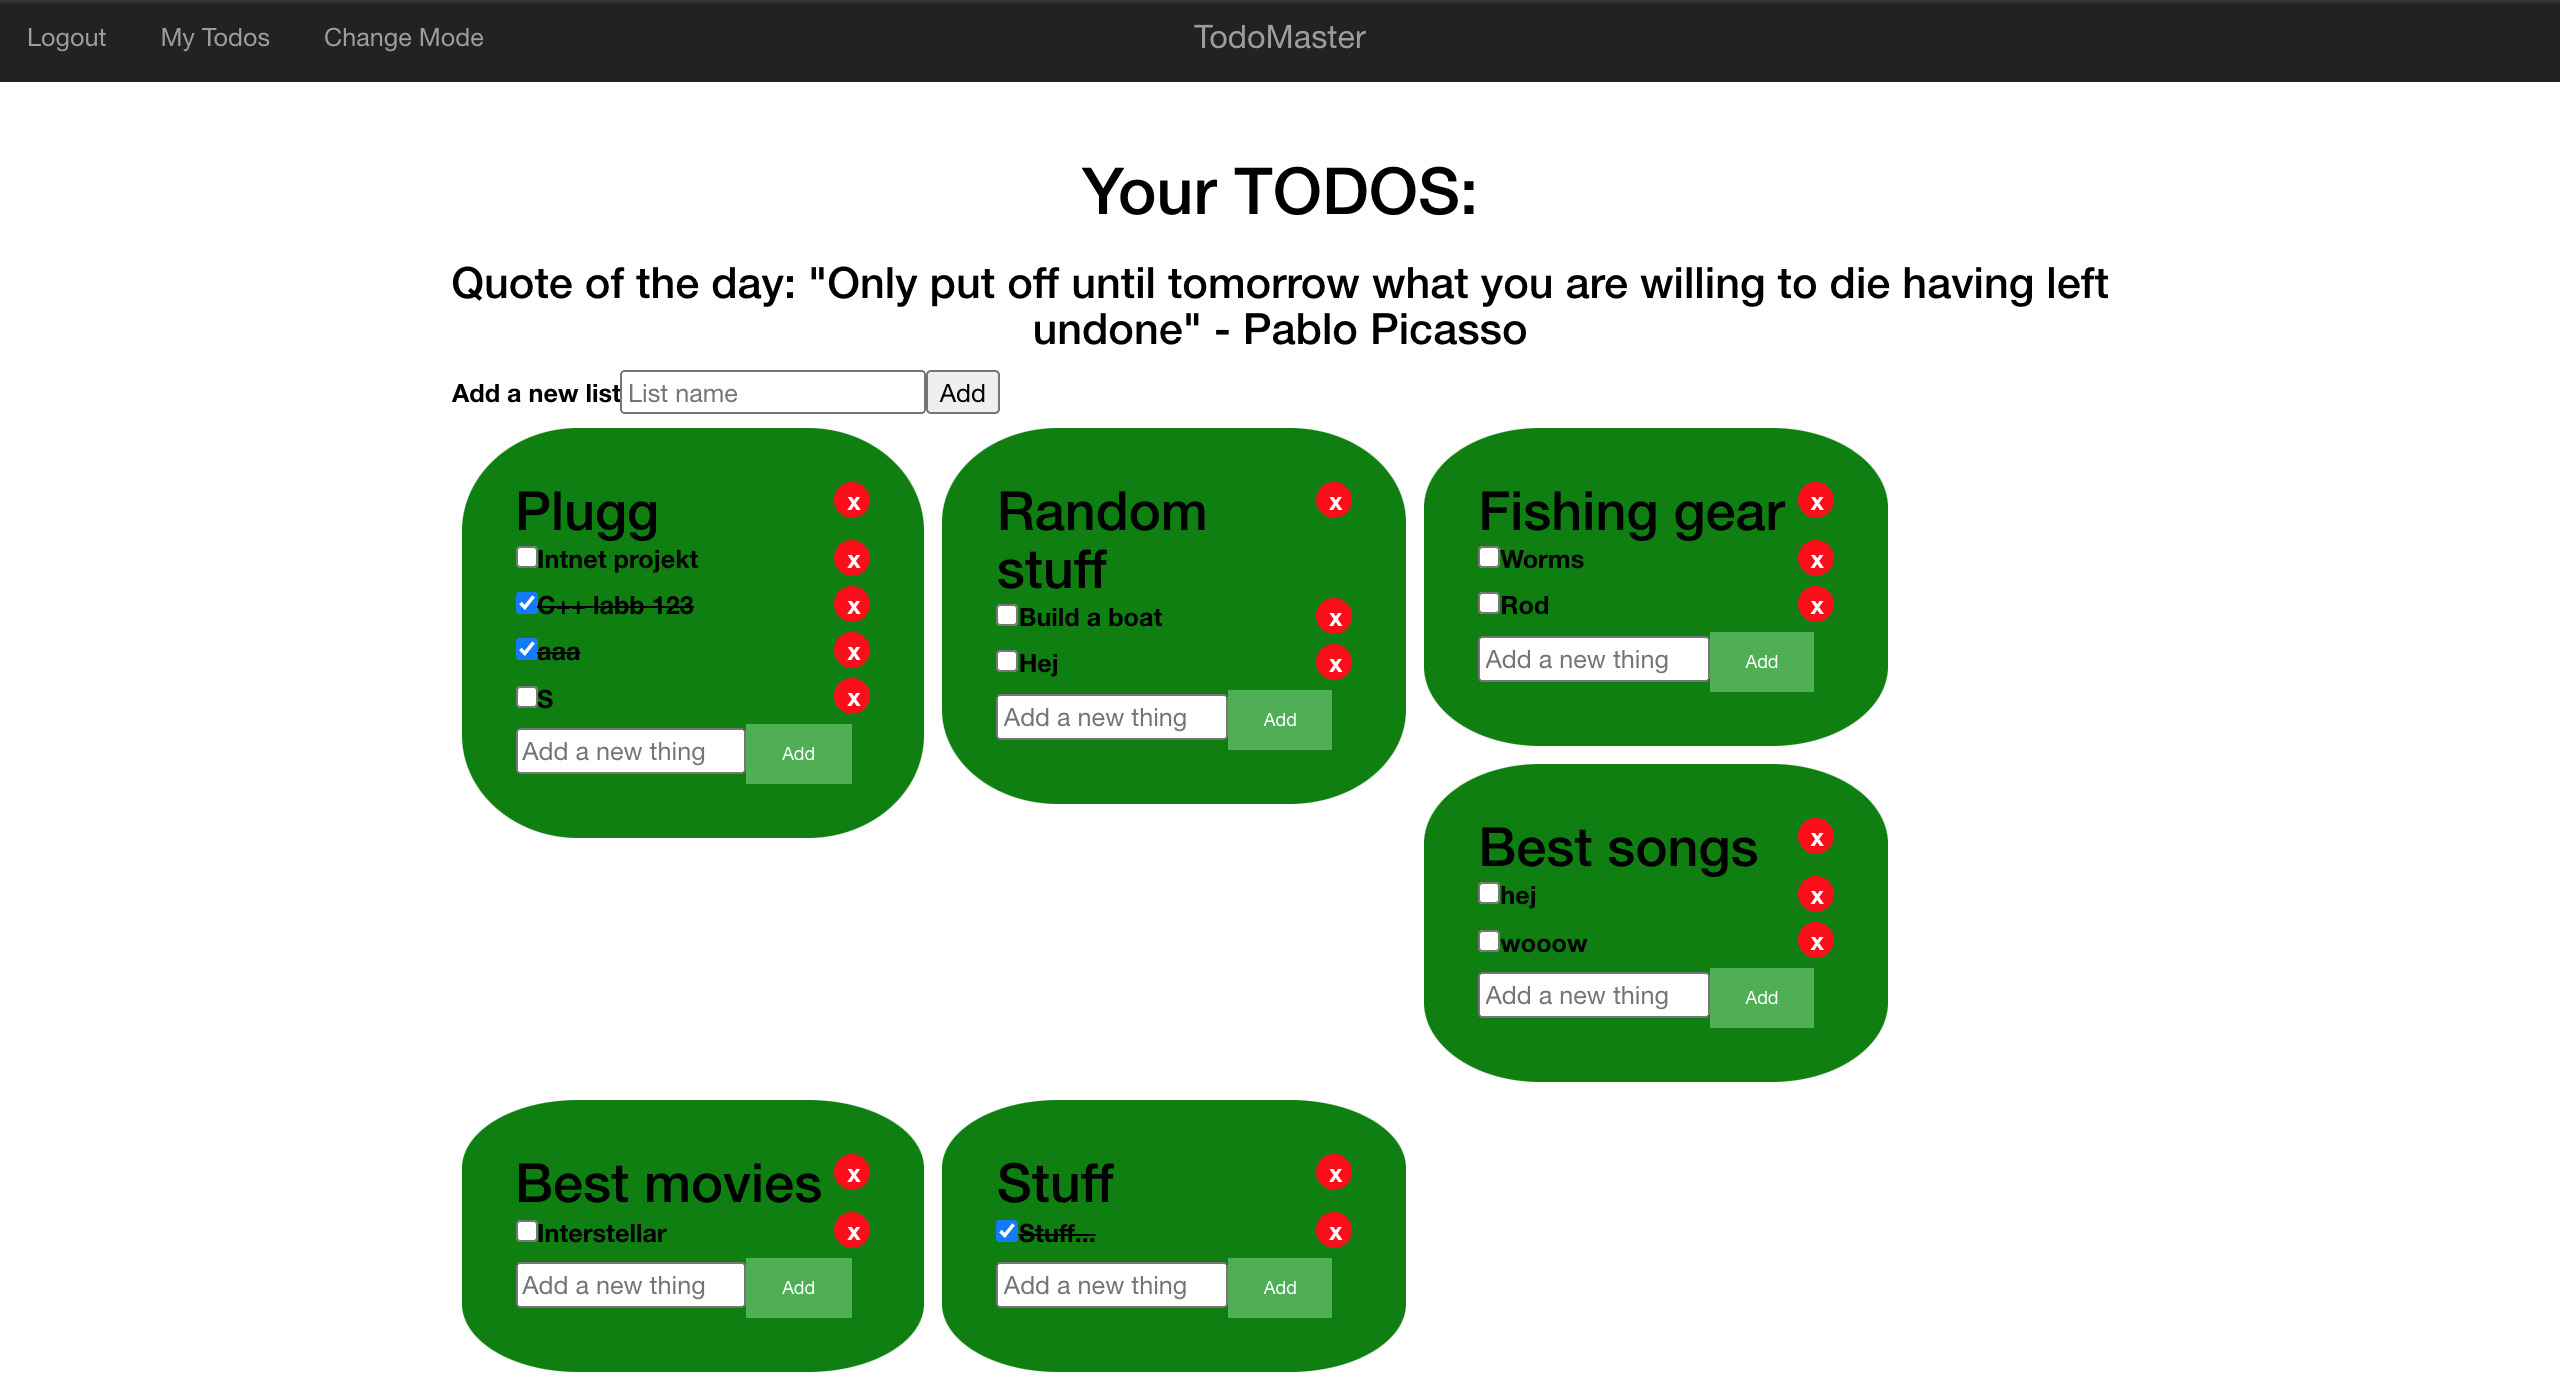 Logout My Todos Change Mode TodoMaster
Your TODOS:
Quote of the day: "Only put off until tomorrow what you are willing to die having left
undone" - Pablo Picasso
Add a new list List name Add
Plugg x
Intnet projekt x
C++ labb 123 x
aaa x
S x
Add a new thing Add
Random x
stuff
Build a boat x
Hej x
Add a new thing Add
Fishing gear x
Worms x
Rod x
Add a new thing Add
Best songs x
hej x
wooow x
Add a new thing Add
Best movies x
Interstellar x
Add a new thing Add
Stuff x
Stuff... x
Add a new thing Add